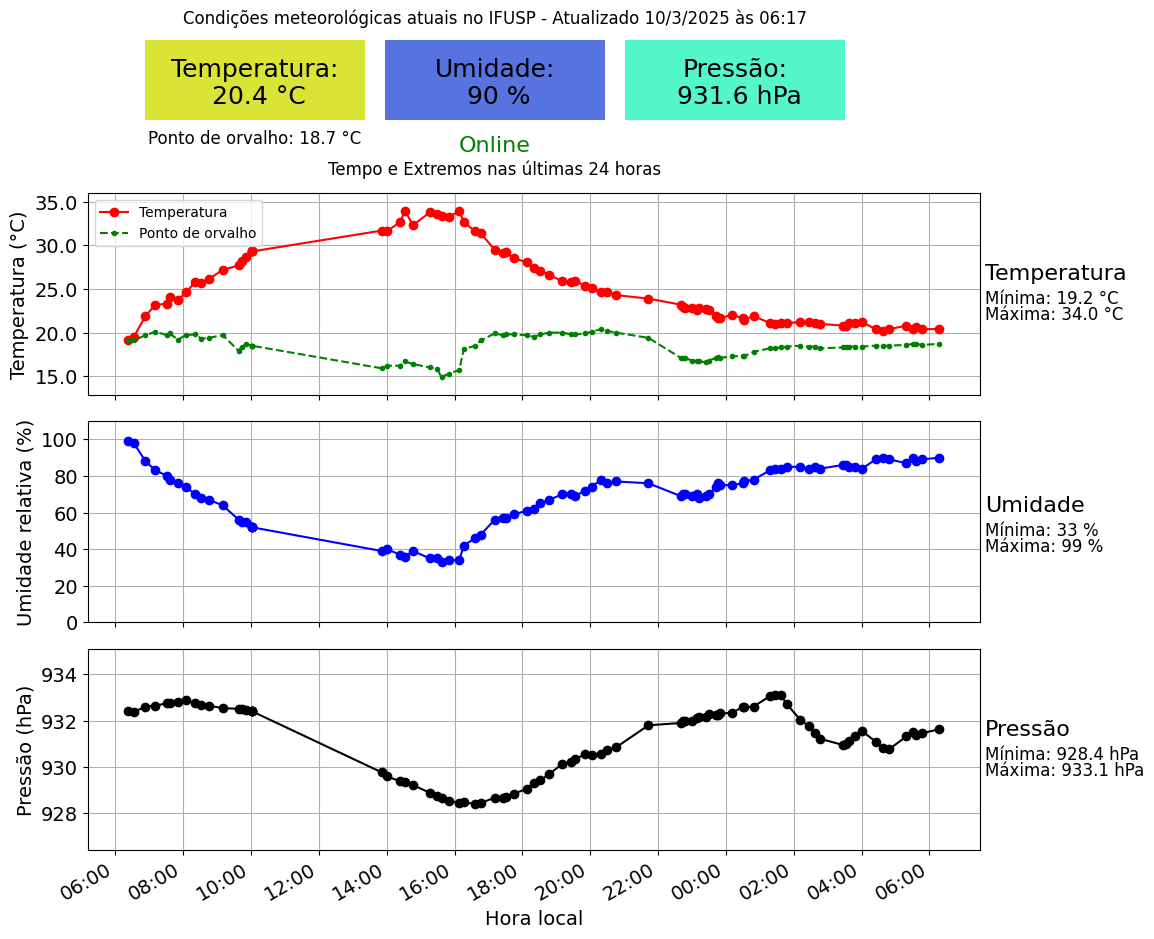 Condições meteorológicas atuais no IFUSP - Atualizado 10/3/2025 às 06:17
Temperatura:
20.4 °C
Umidade:
90 %
Pressão:
931.6 hPa
Ponto de orvalho: 18.7 °C
Online
Tempo e Extremos nas últimas 24 horas
Temperatura (°C)
35.0
30.0
25.0
20.0
15.0
Temperatura
Ponto de orvalho
Temperatura
Mínima: 19.2 °C
Máxima: 34.0 °C
Umidade relativa (%)
100
80
60
40
20
0
Umidade
Mínima: 33 %
Máxima: 99 %
Pressão (hPa)
934
932
930
928
Pressão
Mínima: 928.4 hPa
Máxima: 933.1 hPa
06:00 08:00 10:00 12:00 14:00 16:00 18:00 20:00 22:00 00:00 02:00 04:00 06:00
Hora local